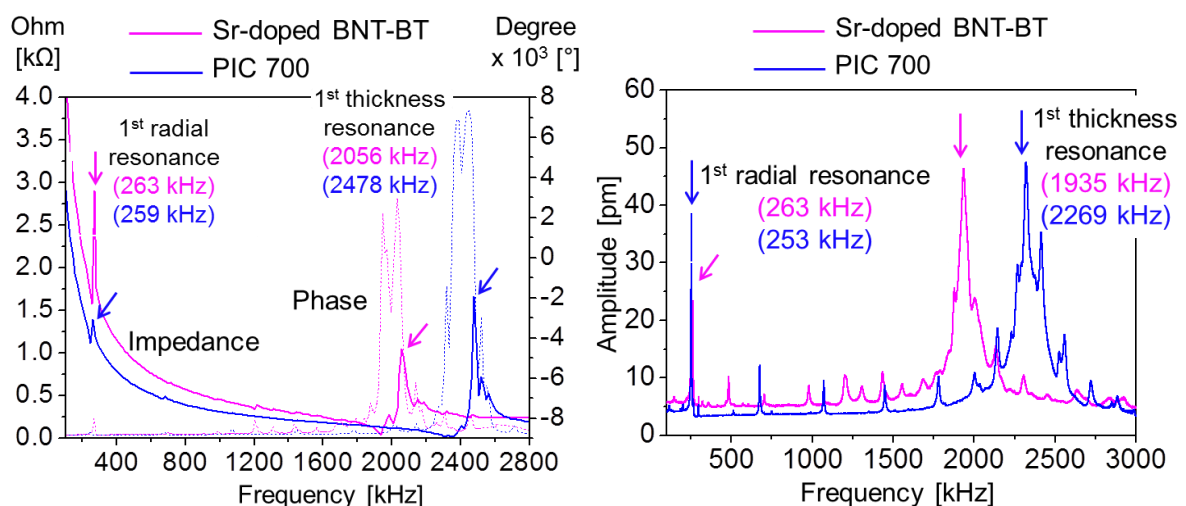 Ohm
[kΩ]
Sr-doped BNT-BT
PIC 700
Degree
x 10³ [°]
4.0
3.5
3.0
2.5
2.0
1.5
1.0
0.5
0.0
1st radial
resonance
(263 kHz)
(259 kHz)
1st thickness
resonance
(2056 kHz)
(2478 kHz)
Phase
Impedance
8
6
4
2
0
−2
−4
−6
−8
400
800
1200
1600
2000
2400
2800
Frequency [kHz]
Sr-doped BNT-BT
PIC 700
Amplitude [pm]
60
50
40
30
20
10
0
1st radial resonance
(263 kHz)
(253 kHz)
1st thickness
resonance
(1935 kHz)
(2269 kHz)
500
1000
1500
2000
2500
3000
Frequency [kHz]